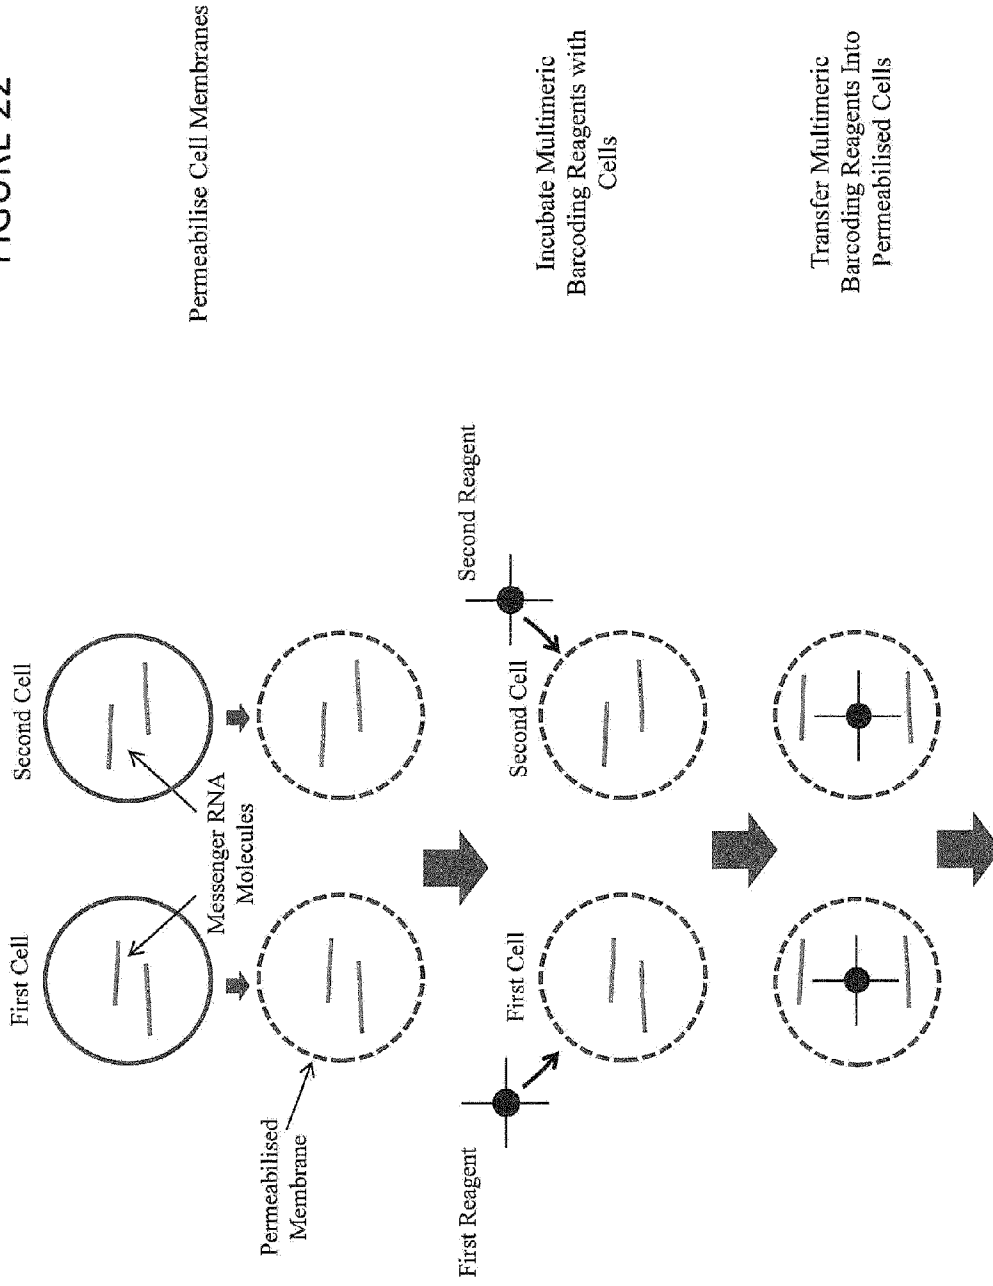 FIGURE 22
First Cell
Second Cell
Messenger RNA
Molecules
Permeabilise Cell Membranes
Permeabilised
Membrane
First Reagent
Second Reagent
First Cell
Second Cell
Incubate Multimeric
Barcoding Reagents with
Cells
Transfer Multimeric
Barcoding Reagents Into
Permeabilised Cells